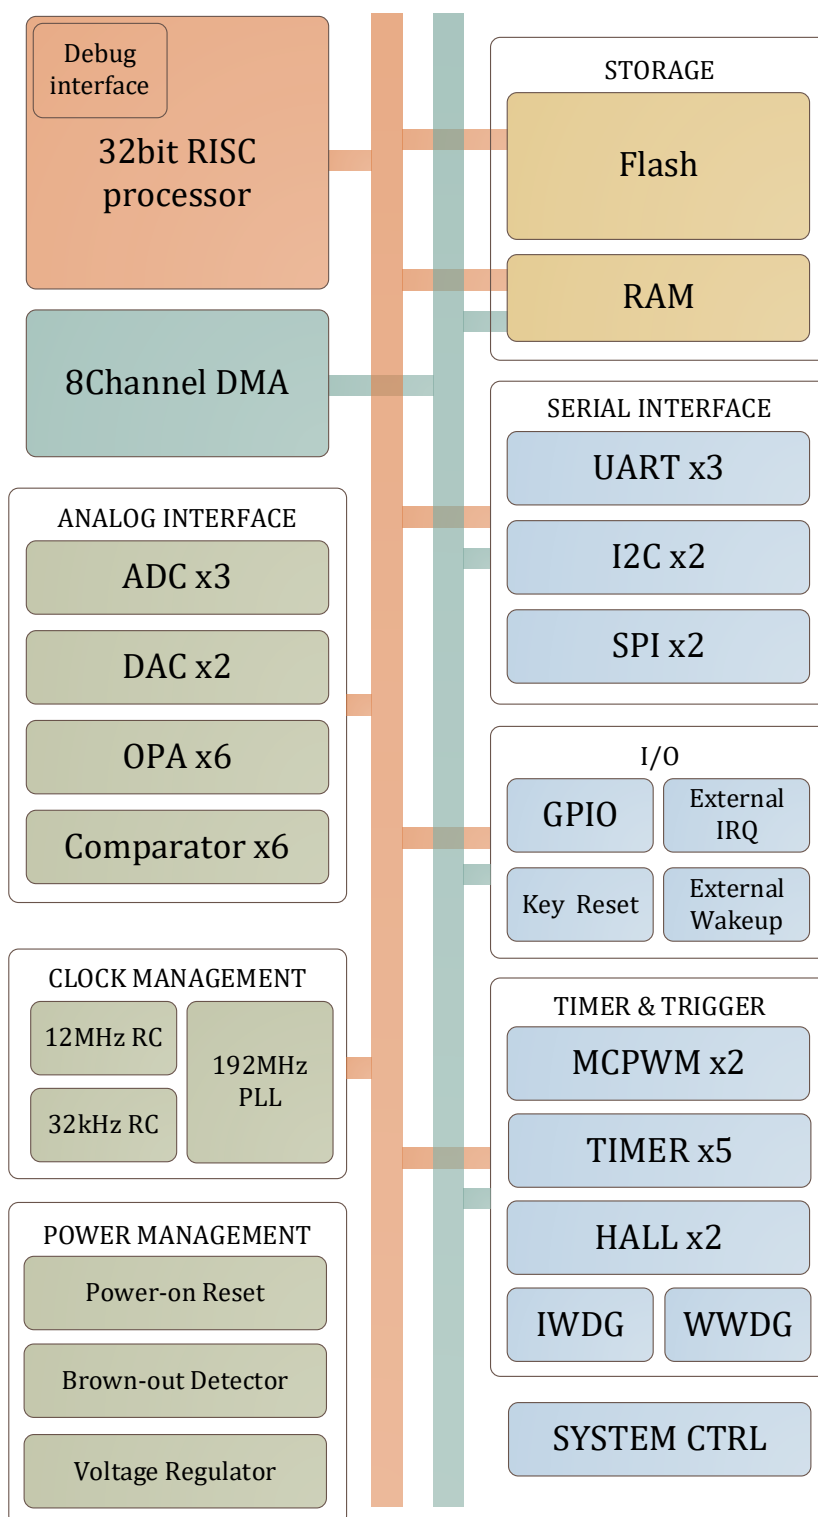 Debug
interface
32bit RISC
processor
8Channel DMA
ANALOG INTERFACE
ADC x3
DAC x2
OPA x6
Comparator x6
CLOCK MANAGEMENT
12MHz RC
32kHz RC
192MHz
PLL
POWER MANAGEMENT
Power-on Reset
Brown-out Detector
Voltage Regulator
STORAGE
Flash
RAM
SERIAL INTERFACE
UART x3
I2C x2
SPI x2
I/O
GPIO
External
IRQ
Key Reset
External
Wakeup
TIMER & TRIGGER
MCPWM x2
TIMER x5
HALL x2
IWDG
WWDG
SYSTEM CTRL